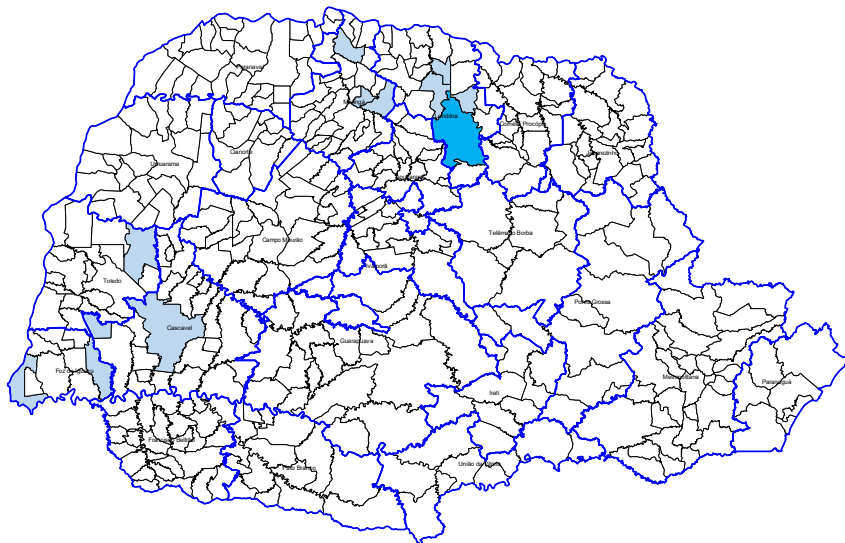 Paranavaí
Maringá
Londrina
Cornélio Procópio
Jacarezinho
Umuarama
Cianorte
Apucarana
Campo Mourão
Telêmaco Borba
Ivaiporã
Toledo
Cascavel
Ponta Grossa
Guarapuava
Foz do Iguaçu
Metropolitana
Paranaguá
Irati
Francisco Beltrão
Pato Branco
União da Vitória